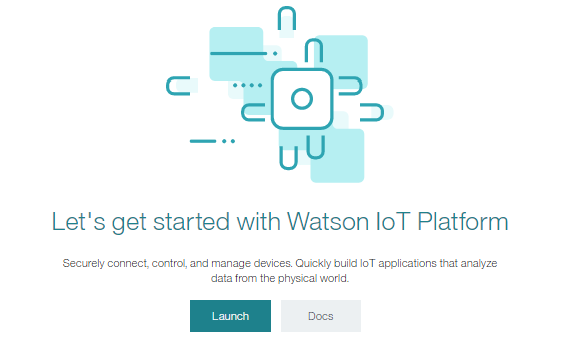 Let's get started with Watson IoT Platform
Securely connect, control, and manage devices. Quickly build IoT applications that analyze
data from the physical world.
Launch
Docs